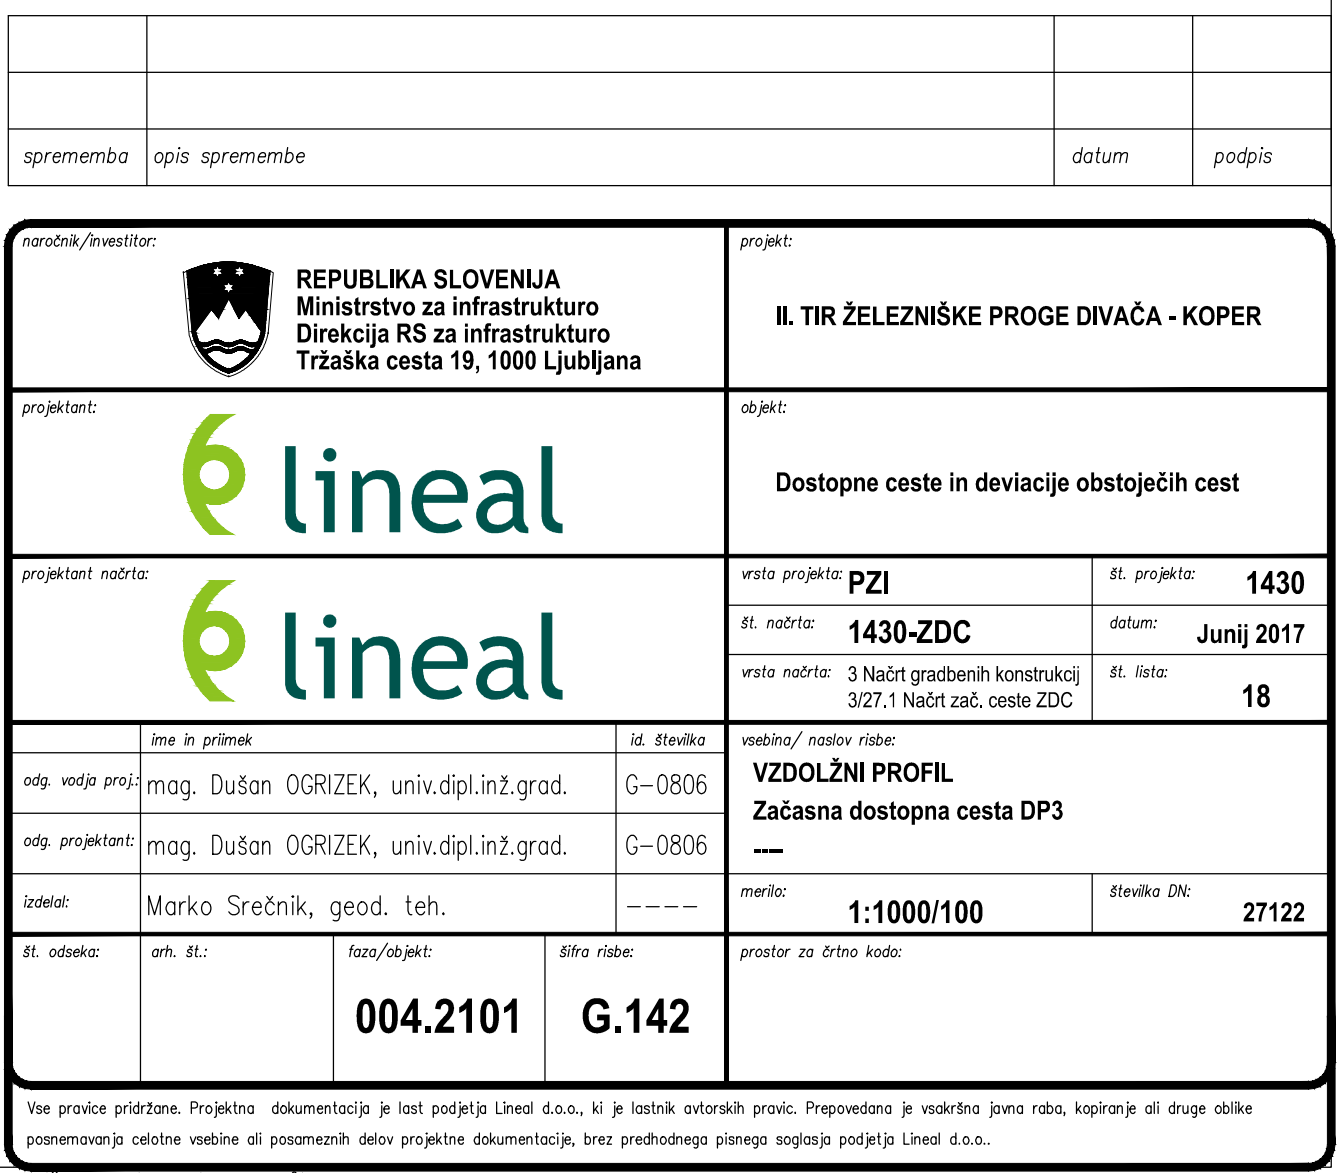 sprememba opis spremembe datum podpis
naročnik/investitor:
REPUBLIKA SLOVENIJA
Ministrstvo za infrastrukturo
Direkcija RS za infrastrukturo
Tržaška cesta 19, 1000 Ljubljana
projekt:
II. TIR ŽELEZNIŠKE PROGE DIVAČA - KOPER
projektant:
lineal
objekt:
Dostopne ceste in deviacije obstoječih cest
projektant načrta:
lineal
vrsta projekta: PZI
št. projekta: 1430
št. načrta: 1430-ZDC
datum: Junij 2017
vrsta načrta: 3 Načrt gradbenih konstrukcij
3/27.1 Načrt zač. ceste ZDC
št. lista: 18
ime in priimek id. številka
odg. vodja proj.: mag. Dušan OGRIZEK, univ.dipl.inž.grad. G-0806
odg. projektant: mag. Dušan OGRIZEK, univ.dipl.inž.grad. G-0806
izdelal: Marko Srečnik, geod. teh. ----
vsebina/ naslov risbe:
VZDOLŽNI PROFIL
Začasna dostopna cesta DP3
---
merilo: 1:1000/100
številka DN: 27122
št. odseka: arh. št.: faza/objekt: šifra risbe:
004.2101 G.142
prostor za črtno kodo:
Vse pravice pridržane. Projektna dokumentacija je last podjetja Lineal d.o.o., ki je lastnik avtorskih pravic. Prepovedana je vsakršna javna raba, kopiranje ali druge oblike
posnemavanja celotne vsebine ali posameznih delov projektne dokumentacije, brez predhodnega pisnega soglasja podjetja Lineal d.o.o..